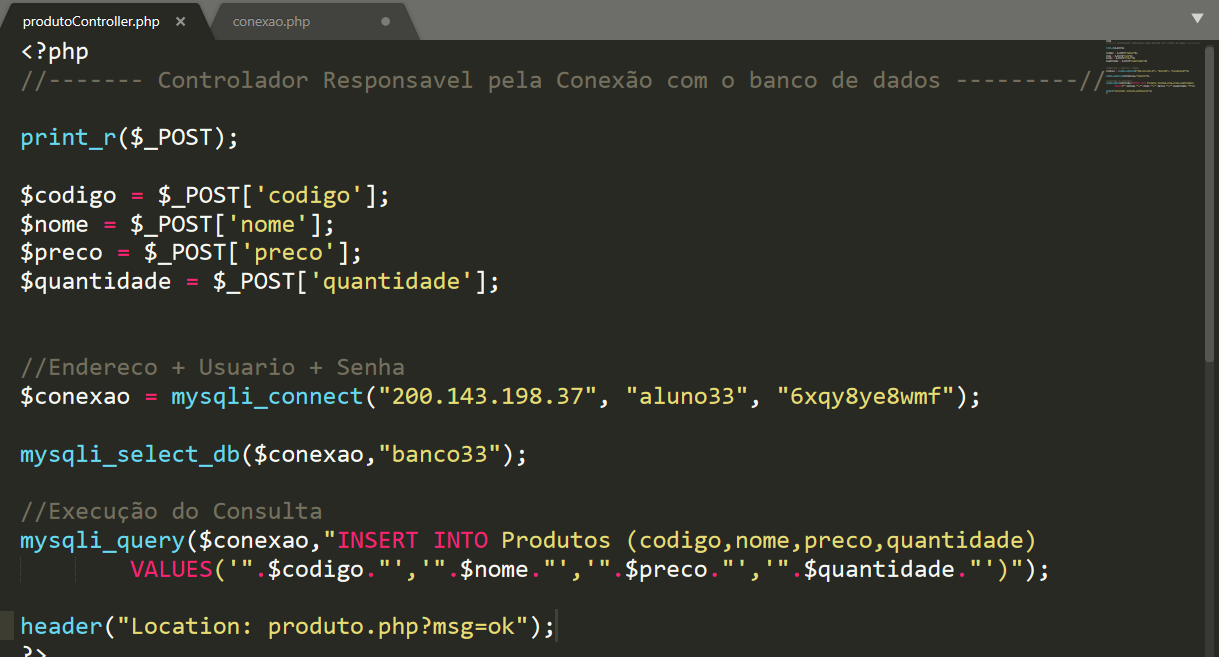 produtoController.php ×
conexao.php
<?php
//------- Controlador Responsavel pela Conexão com o banco de dados ---------//
print_r($_POST);
$codigo = $_POST['codigo'];
$nome = $_POST['nome'];
$preco = $_POST['preco'];
$quantidade = $_POST['quantidade'];
//Endereco + Usuario + Senha
$conexao = mysqli_connect("200.143.198.37", "aluno33", "6xqy8ye8wmf");
mysqli_select_db($conexao,"banco33");
//Execução do Consulta
mysqli_query($conexao,"INSERT INTO Produtos (codigo,nome,preco,quantidade)
VALUES('".$codigo."','".$nome."','".$preco."','".$quantidade."')");
header("Location: produto.php?msg=ok");
?>